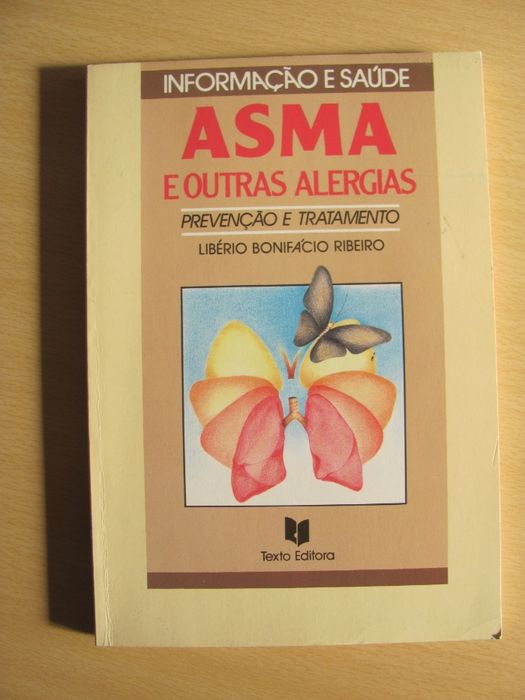 INFORMAÇÃO E SAÚDE
ASMA
E OUTRAS ALERGIAS
PREVENÇÃO E TRATAMENTO
LIBÉRIO BONIFÁCIO RIBEIRO
Texto Editora